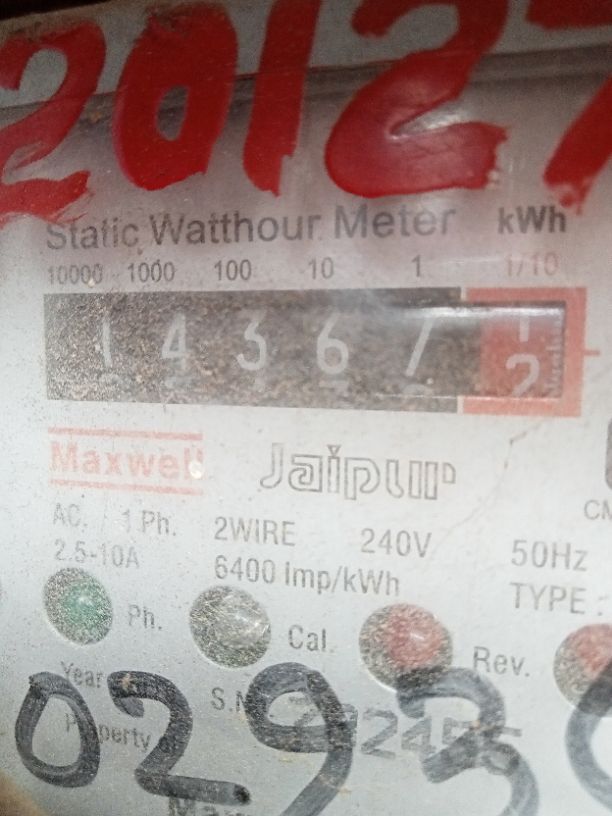 20127
Static Watthour Meter kWh
10000 1000 100 10 1 1/10
1 4 3 6 7 1
2
Maxwell Jaipur
AC. 1 Ph. 2WIRE 240V 50Hz
2.5-10A 6400 Imp/kWh TYPE :
Ph. Cal. Rev.
Year
S.N
Property of
0293